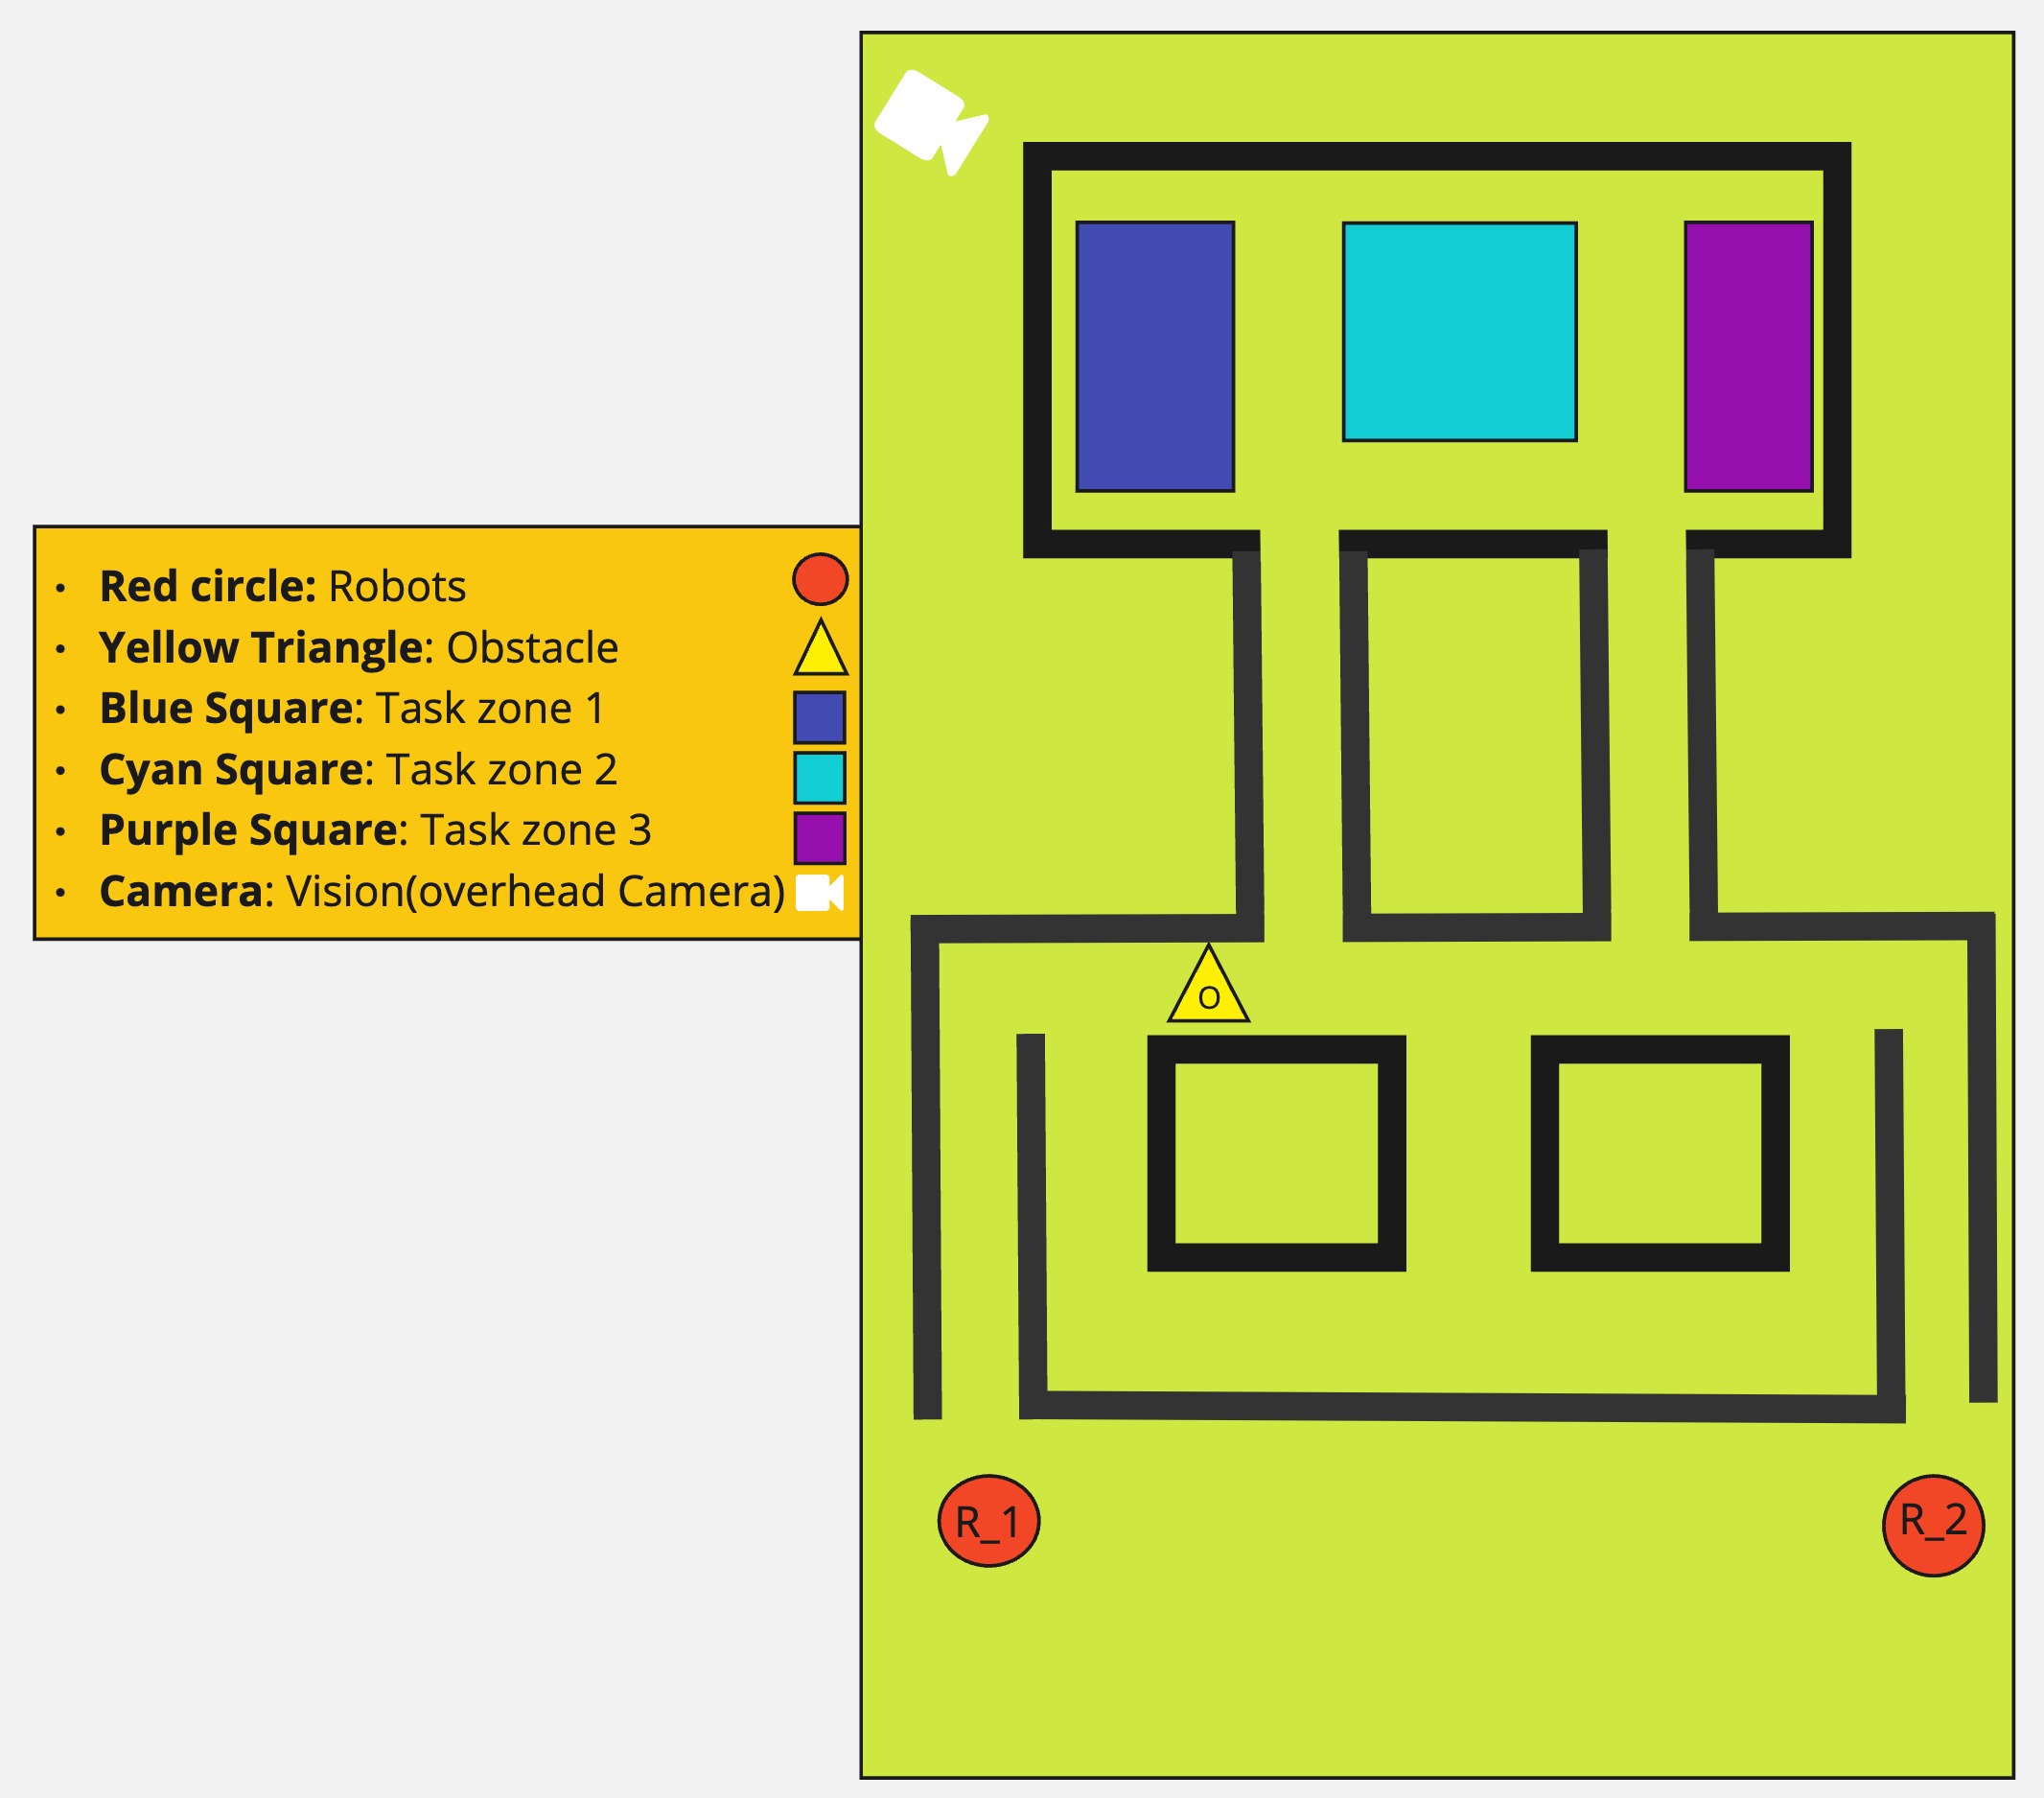 • Red circle: Robots
• Yellow Triangle: Obstacle
• Blue Square: Task zone 1
• Cyan Square: Task zone 2
• Purple Square: Task zone 3
• Camera: Vision(overhead Camera)
O
R_1
R_2